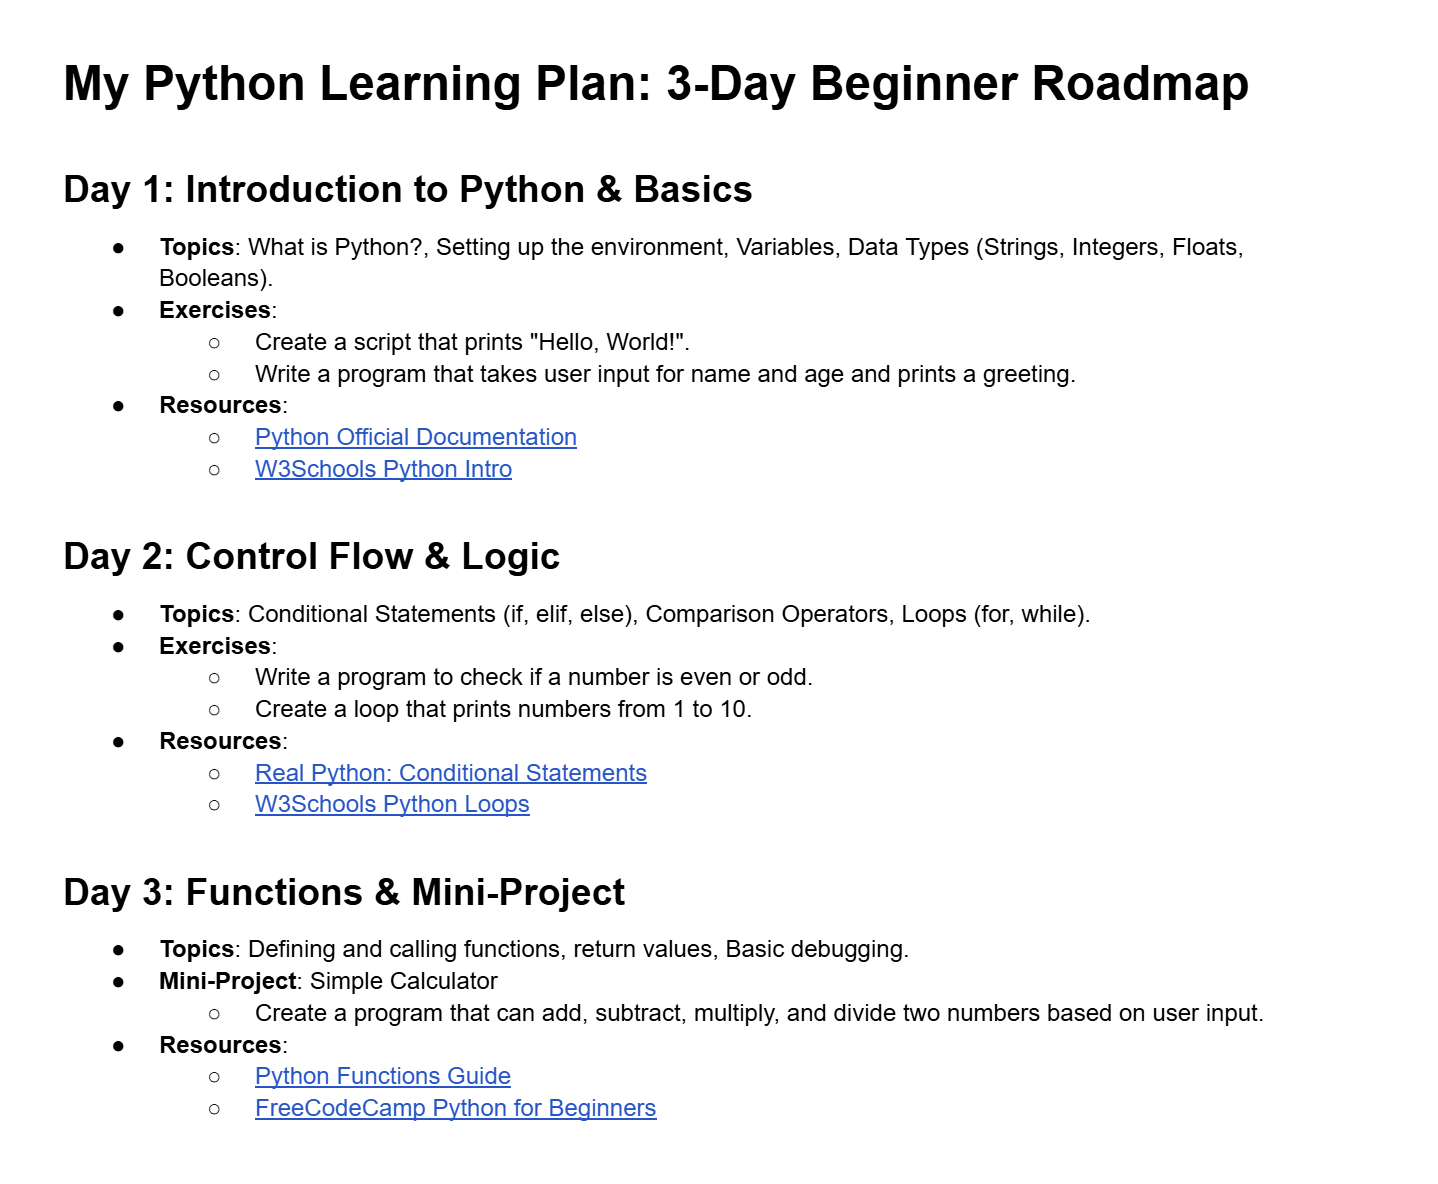 My Python Learning Plan: 3-Day Beginner Roadmap
Day 1: Introduction to Python & Basics
● Topics: What is Python?, Setting up the environment, Variables, Data Types (Strings, Integers, Floats,
Booleans).
● Exercises:
○ Create a script that prints "Hello, World!".
○ Write a program that takes user input for name and age and prints a greeting.
● Resources:
○ Python Official Documentation
○ W3Schools Python Intro
Day 2: Control Flow & Logic
● Topics: Conditional Statements (if, elif, else), Comparison Operators, Loops (for, while).
● Exercises:
○ Write a program to check if a number is even or odd.
○ Create a loop that prints numbers from 1 to 10.
● Resources:
○ Real Python: Conditional Statements
○ W3Schools Python Loops
Day 3: Functions & Mini-Project
● Topics: Defining and calling functions, return values, Basic debugging.
● Mini-Project: Simple Calculator
○ Create a program that can add, subtract, multiply, and divide two numbers based on user input.
● Resources:
○ Python Functions Guide
○ FreeCodeCamp Python for Beginners